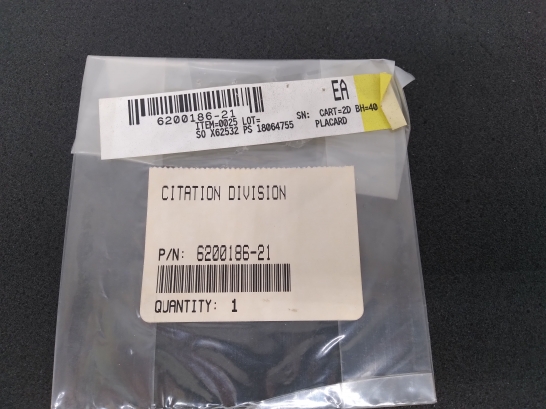 EA
6200186-21
SN: CART=2D BH=40
ITEM=0025 LOT=
SO X62532 PS 18064755 PLACARD
CITATION DIVISION
P/N: 6200186-21
QUANTITY: 1